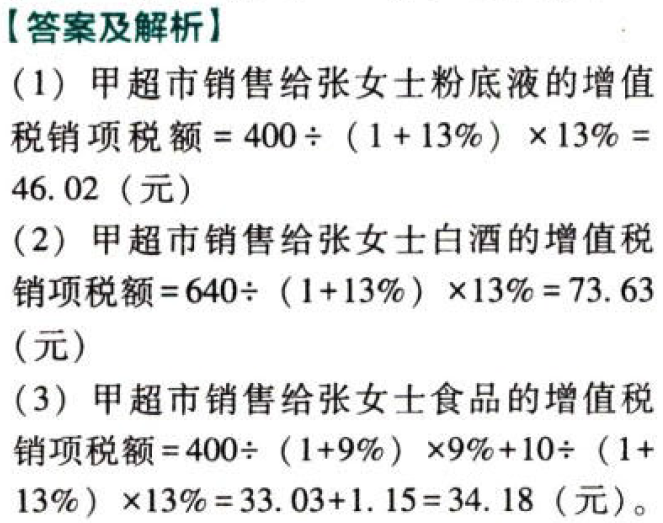 【答案及解析】
(1) 甲超市销售给张女士粉底液的增值
税销项税额 = 400÷ (1+13%) ×13% =
46.02 (元)
(2) 甲超市销售给张女士白酒的增值税
销项税额=640÷ (1+13%) ×13%=73.63
(元)
(3) 甲超市销售给张女士食品的增值税
销项税额=400÷ (1+9%) ×9%+10÷ (1+
13%) ×13%=33.03+1.15=34.18 (元)。